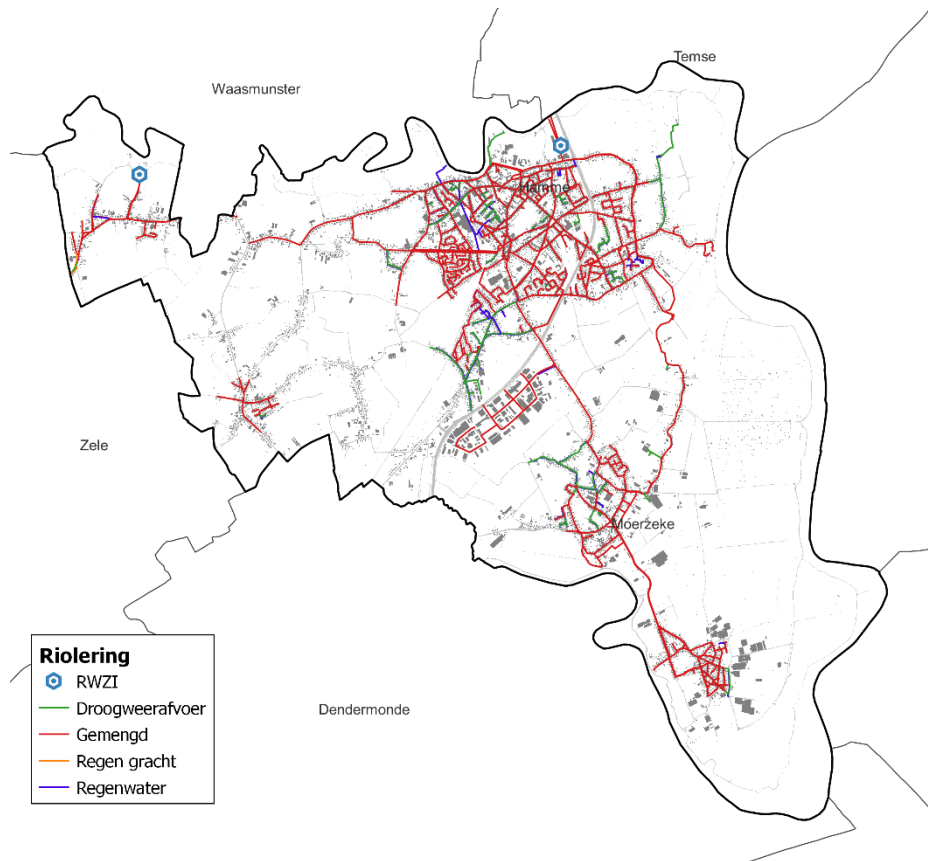 Temse
Waasmunster
Hamme
Zele
Moerzeke
Dendermonde
Riolering
RWZI
Droogweerafvoer
Gemengd
Regen gracht
Regenwater